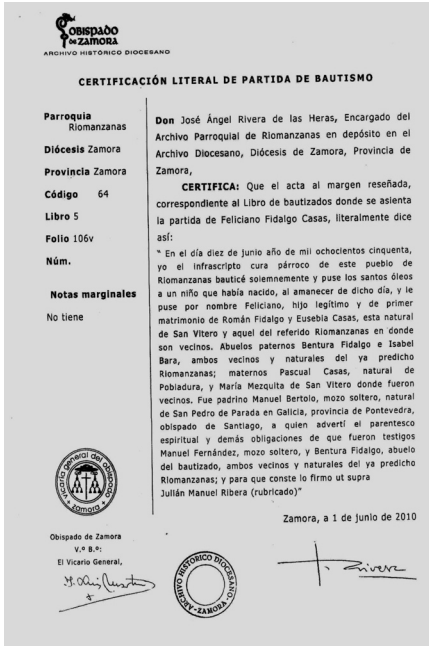 OBISPADO
DE ZAMORA
ARCHIVO HISTÓRICO DIOCESANO
CERTIFICACIÓN LITERAL DE PARTIDA DE BAUTISMO
Parroquia
Riomanzanas
Diócesis Zamora
Provincia Zamora
Código 64
Libro 5
Folio 106v
Núm.
Notas marginales
No tiene
Don José Ángel Rivera de las Heras, Encargado del
Archivo Parroquial de Riomanzanas en depósito en el
Archivo Diocesano, Diócesis de Zamora, Provincia de
Zamora,
CERTIFICA: Que el acta al margen reseñada,
correspondiente al Libro de bautizados donde se asienta
la partida de Feliciano Fidalgo Casas, literalmente dice
así:
" En el día diez de junio año de mil ochocientos cinquenta,
yo el infrascripto cura párroco de este pueblo de
Riomanzanas bauticé solemnemente y puse los santos óleos
a un niño que había nacido, al amanecer de dicho día, y le
puse por nombre Feliciano, hijo legítimo y de primer
matrimonio de Román Fidalgo y Eusebia Casas, esta natural
de San Vitero y aquel del referido Riomanzanas en donde
son vecinos. Abuelos paternos Bentura Fidalgo e Isabel
Bara, ambos vecinos y naturales del ya predicho
Riomanzanas; maternos Pascual Casas, natural de
Pobladura, y María Mezquita de San Vitero donde fueron
vecinos. Fue padrino Manuel Bertolo, mozo soltero, natural
de San Pedro de Parada en Galicia, provincia de Pontevedra,
obispado de Santiago, a quien advertí el parentesco
espiritual y demás obligaciones de que fueron testigos
Manuel Fernández, mozo soltero, y Bentura Fidalgo, abuelo
del bautizado, ambos vecinos y naturales del ya predicho
Riomanzanas; y para que conste lo firmo ut supra
Julián Manuel Ribera (rubricado)"
Zamora, a 1 de junio de 2010
vicaría general del obispado
zamora
Obispado de Zamora
V.º B.º:
El Vicario General,
ARCHIVO HISTÓRICO DIOCESANO
-ZAMORA-
Rivera